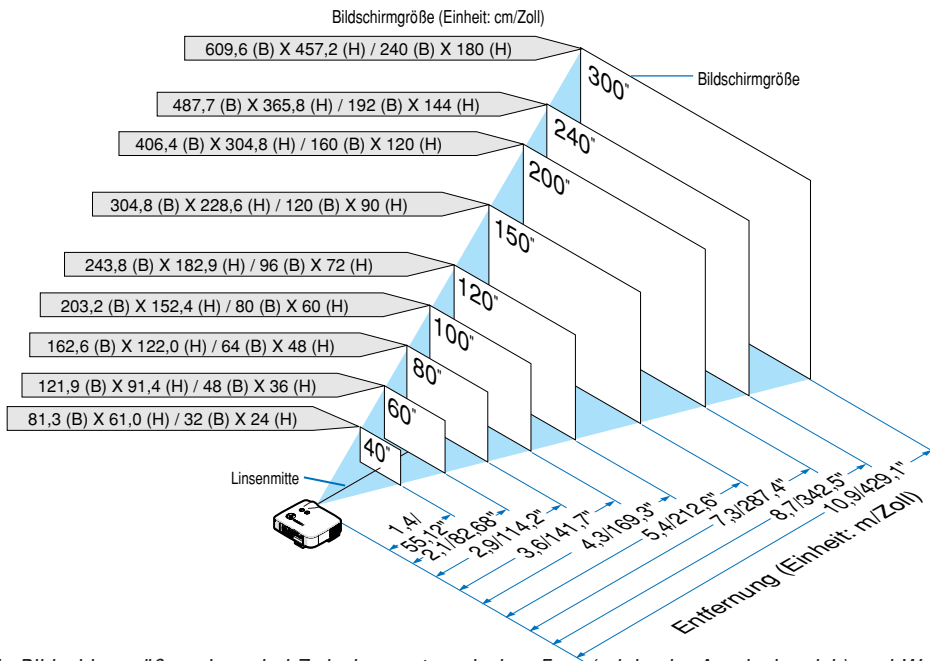 Bildschirmgröße (Einheit: cm/Zoll)
609,6 (B) X 457,2 (H) / 240 (B) X 180 (H)
Bildschirmgröße
300"
487,7 (B) X 365,8 (H) / 192 (B) X 144 (H)
240"
406,4 (B) X 304,8 (H) / 160 (B) X 120 (H)
200"
304,8 (B) X 228,6 (H) / 120 (B) X 90 (H)
150"
243,8 (B) X 182,9 (H) / 96 (B) X 72 (H)
120"
203,2 (B) X 152,4 (H) / 80 (B) X 60 (H)
100"
162,6 (B) X 122,0 (H) / 64 (B) X 48 (H)
80"
121,9 (B) X 91,4 (H) / 48 (B) X 36 (H)
60"
81,3 (B) X 61,0 (H) / 32 (B) X 24 (H)
40"
Linsenmitte
1,4/
55,12"
2,1/82,68"
2,9/114,2"
3,6/141,7"
4,3/169,3"
5,4/212,6"
7,3/287,4"
8,7/342,5"
10,9/429,1"
Entfernung (Einheit: m/Zoll)